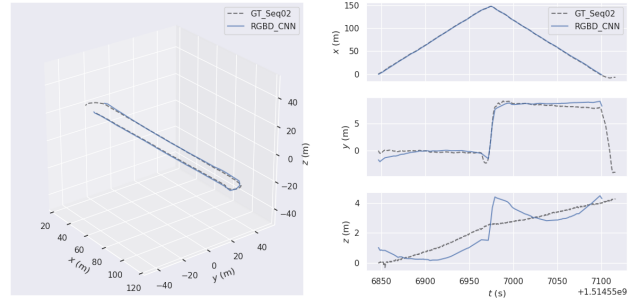 GT_Seq02
RGBD_CNN
40
20
0
−20
−40
z (m)
20
40
60
80
100
120
x (m)
−40
−20
0
20
40
y (m)
GT_Seq02
RGBD_CNN
150
100
50
0
x (m)
5
0
y (m)
4
2
0
z (m)
6850
6900
6950
7000
7050
7100
t (s)
+1.51455e9